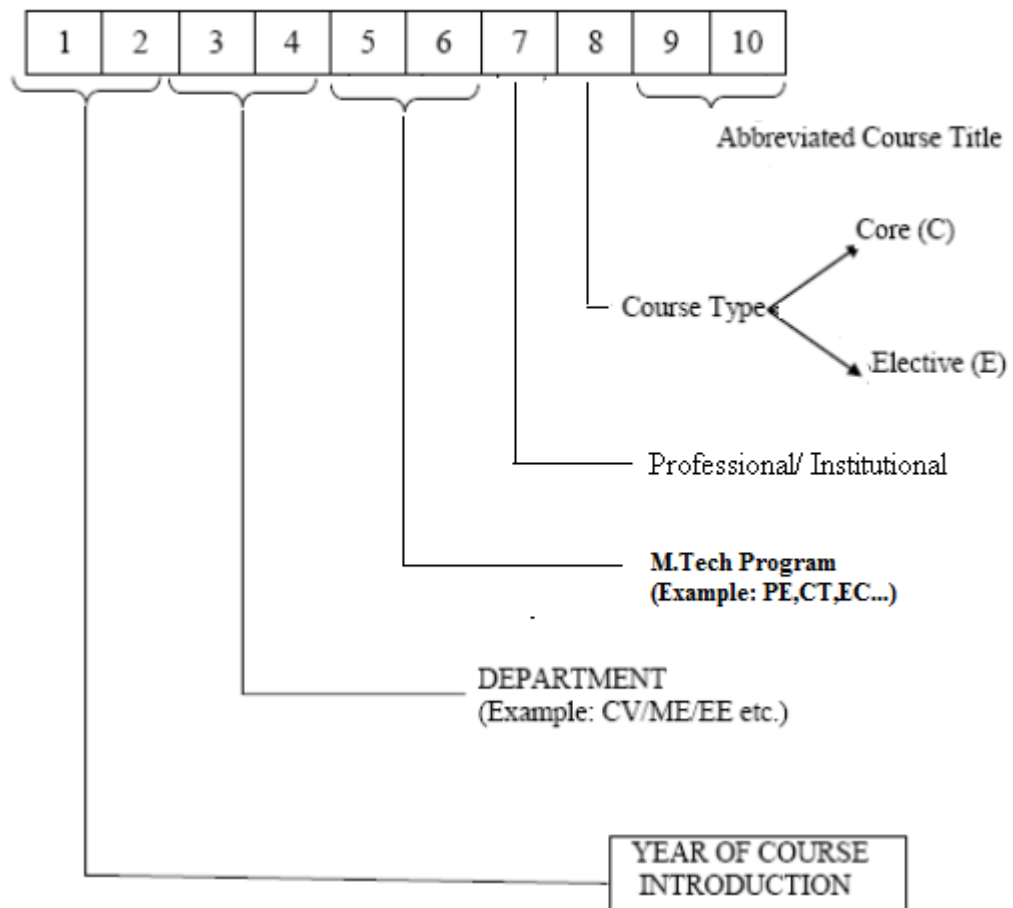 1 2 3 4 5 6 7 8 9 10
Abbreviated Course Title
Core (C)
Course Type
Elective (E)
Professional/ Institutional
M.Tech Program
(Example: PE,CT,EC...)
DEPARTMENT
(Example: CV/ME/EE etc.)
YEAR OF COURSE
INTRODUCTION